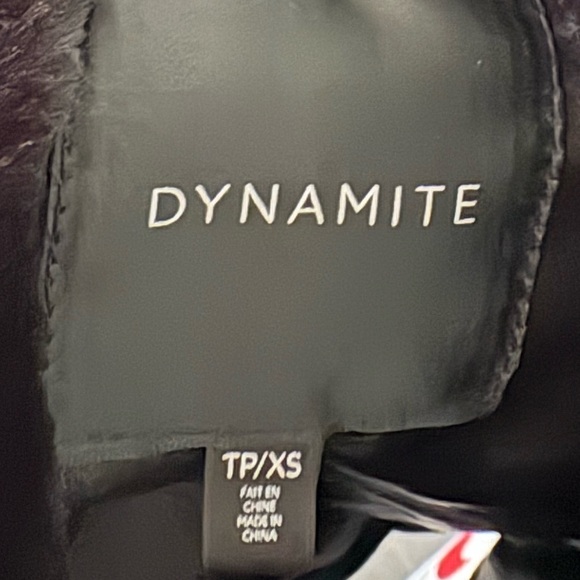 DYNAMITE
TP/XS
FAIT EN
CHINE
MADE IN
CHINA